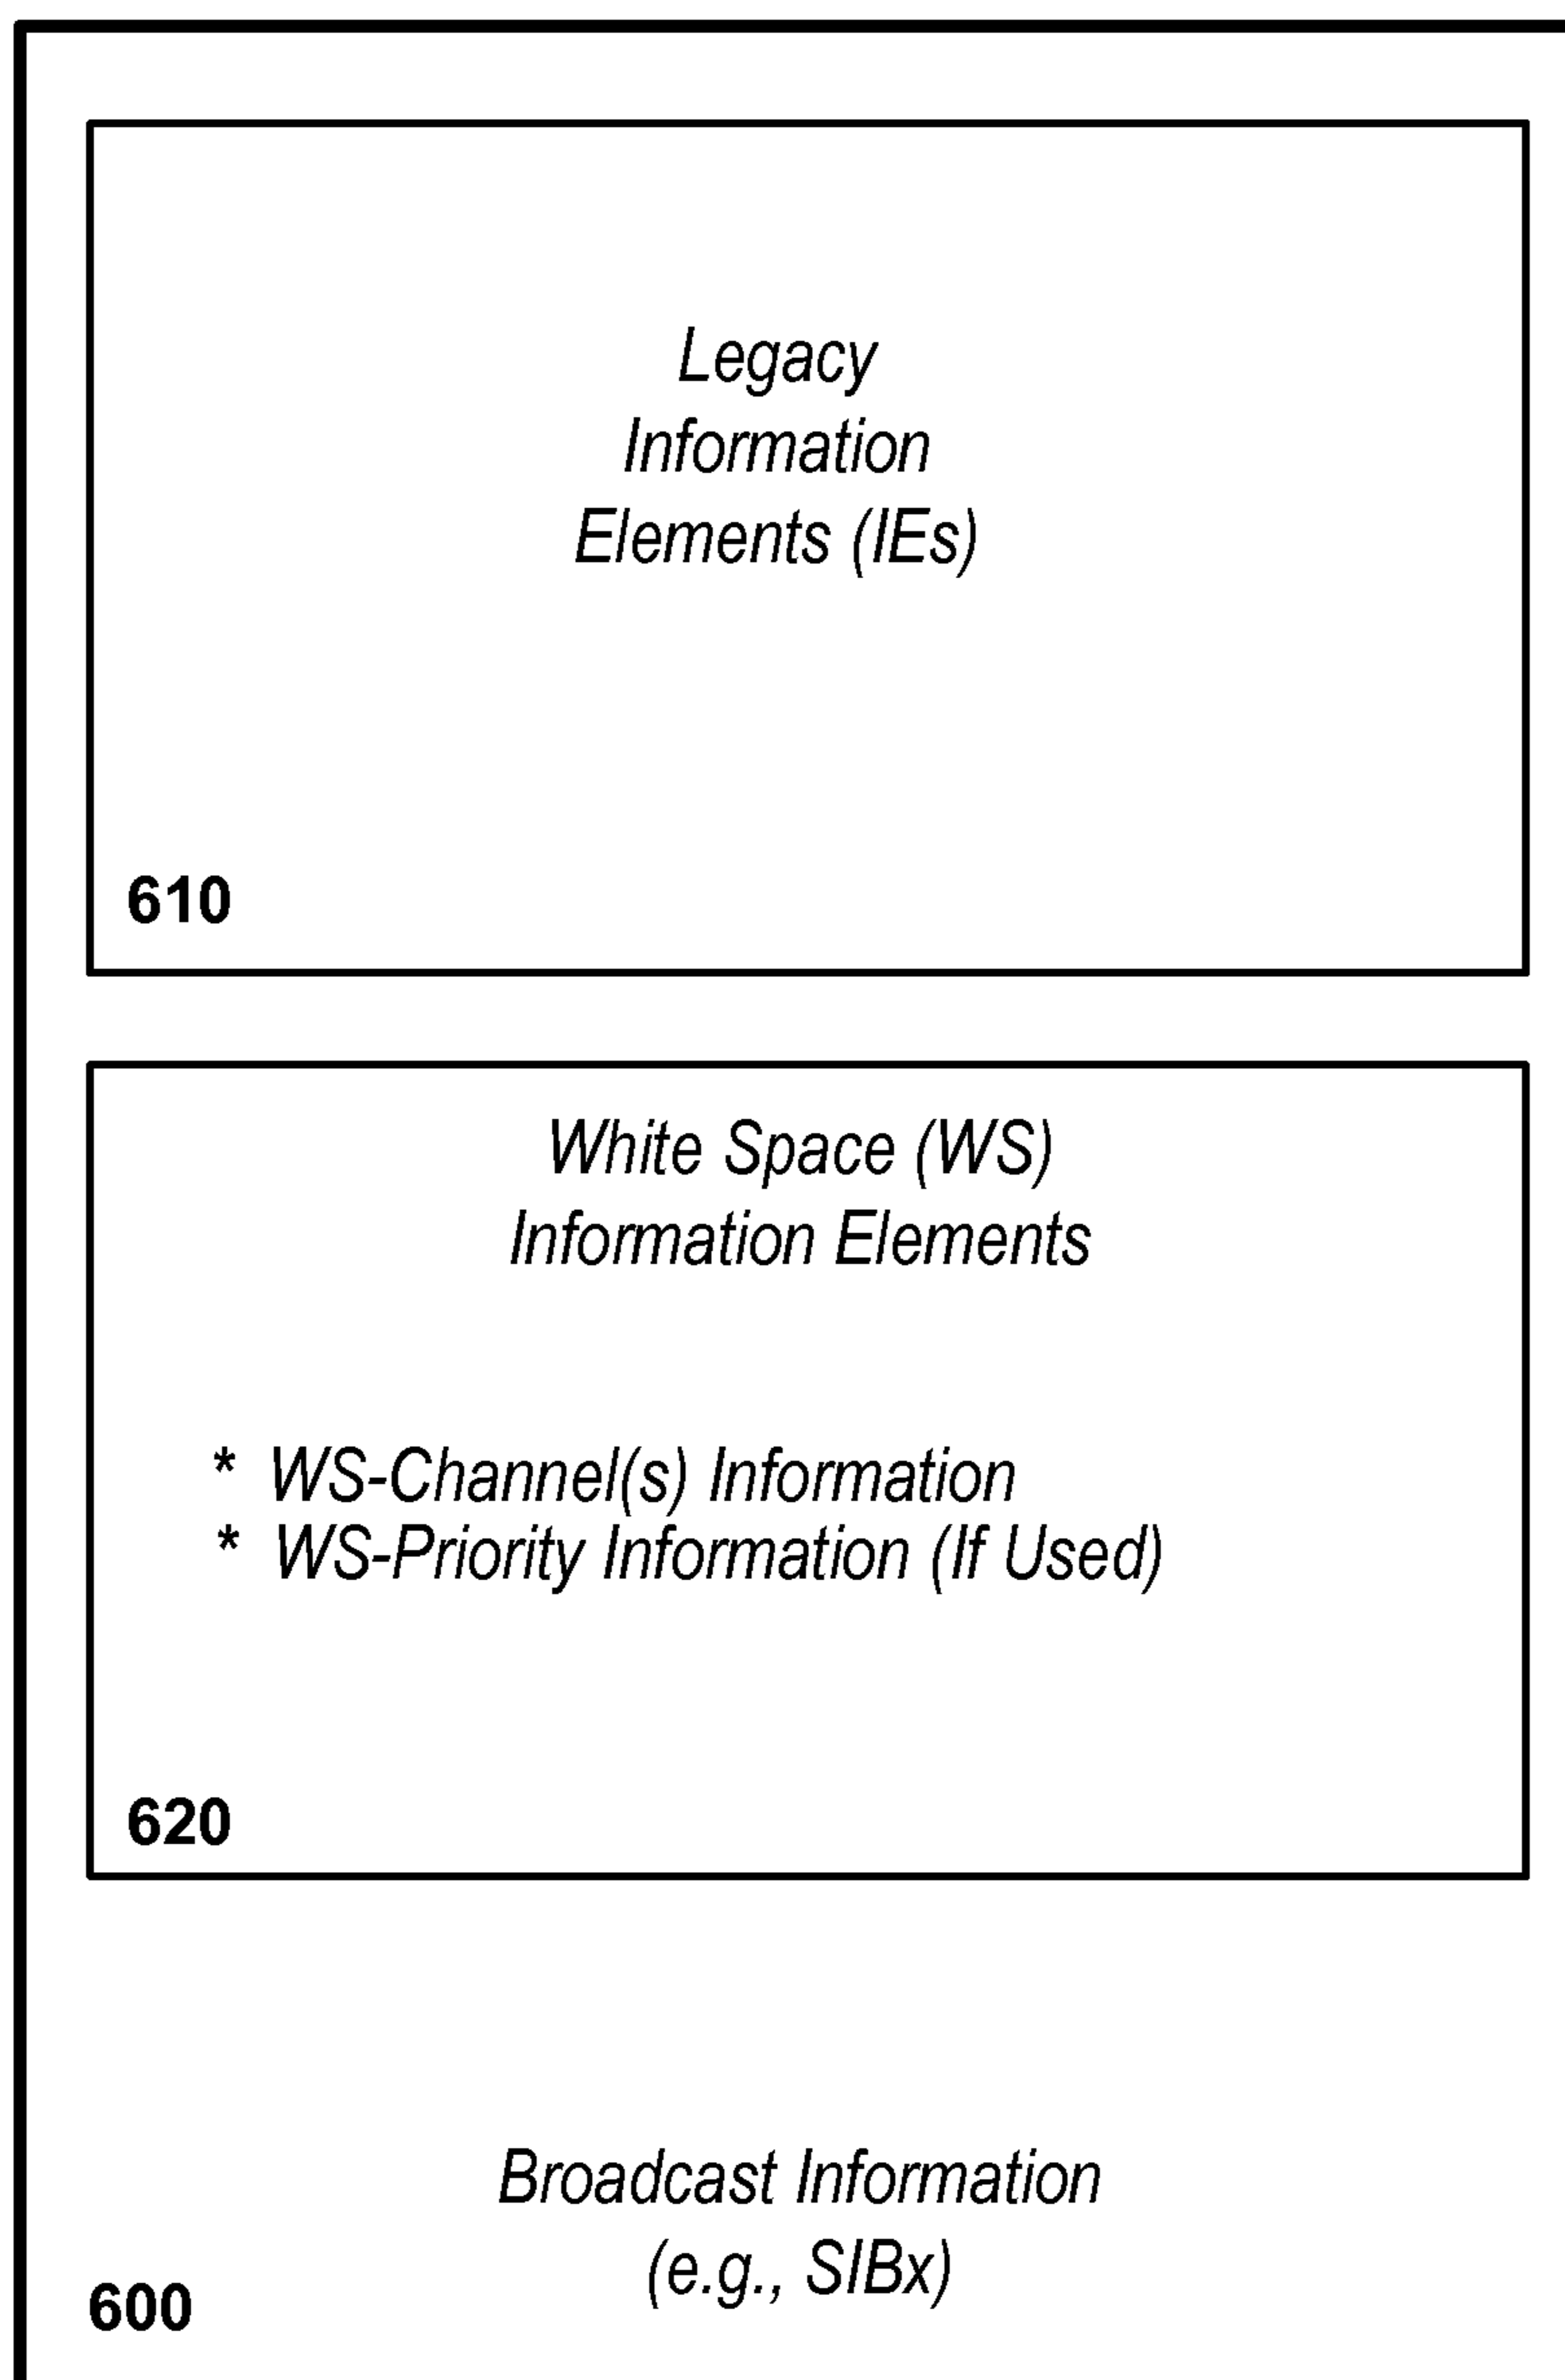 Legacy
Information
Elements (IEs)
610
White Space (WS)
Information Elements
* WS-Channel(s) Information
* WS-Priority Information (If Used)
620
Broadcast Information
(e.g., SIBx)
600